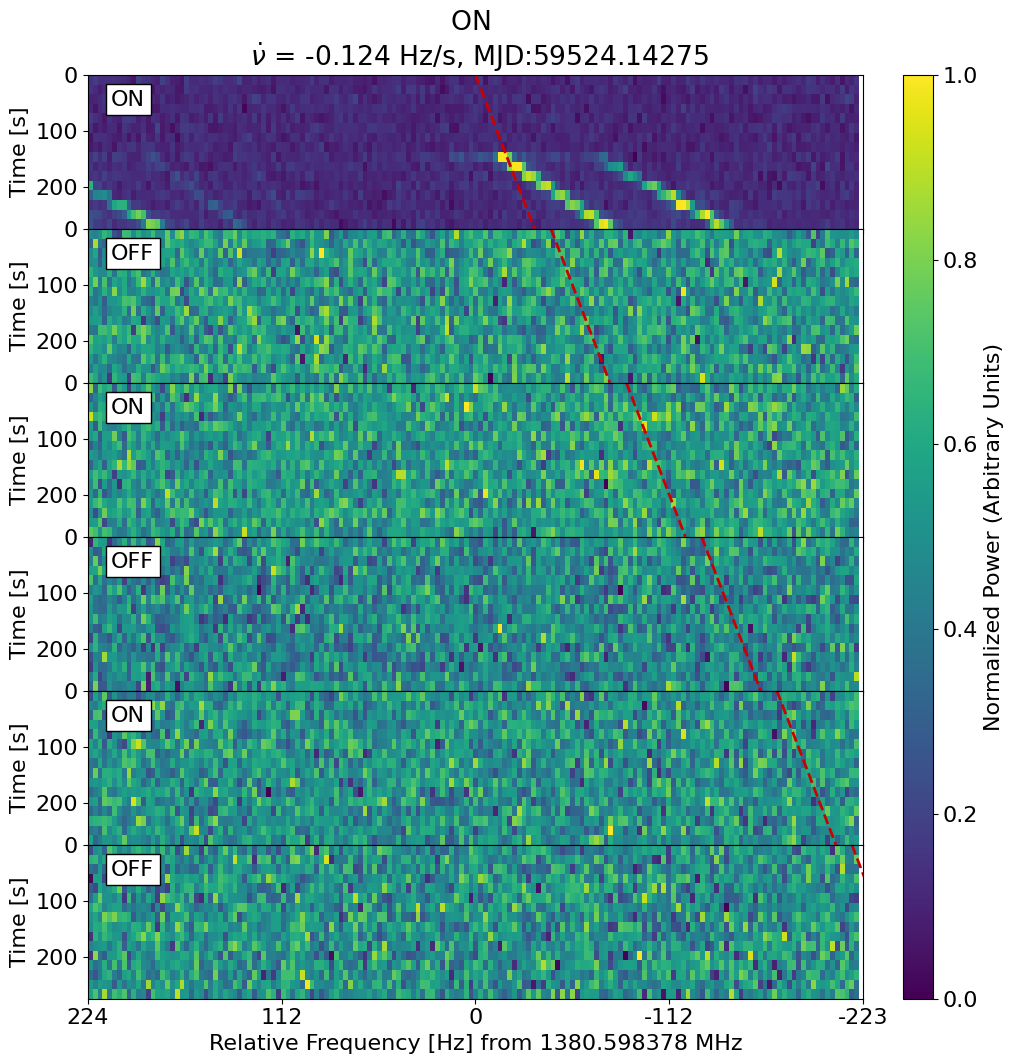 ON
ν̇ = -0.124 Hz/s, MJD:59524.14275
0
100
200
Time [s]
ON
0
100
200
Time [s]
OFF
0
100
200
Time [s]
ON
0
100
200
Time [s]
OFF
0
100
200
Time [s]
ON
0
100
200
Time [s]
OFF
224 112 0 -112 -223
Relative Frequency [Hz] from 1380.598378 MHz
1.0
0.8
0.6
0.4
0.2
0.0
Normalized Power (Arbitrary Units)